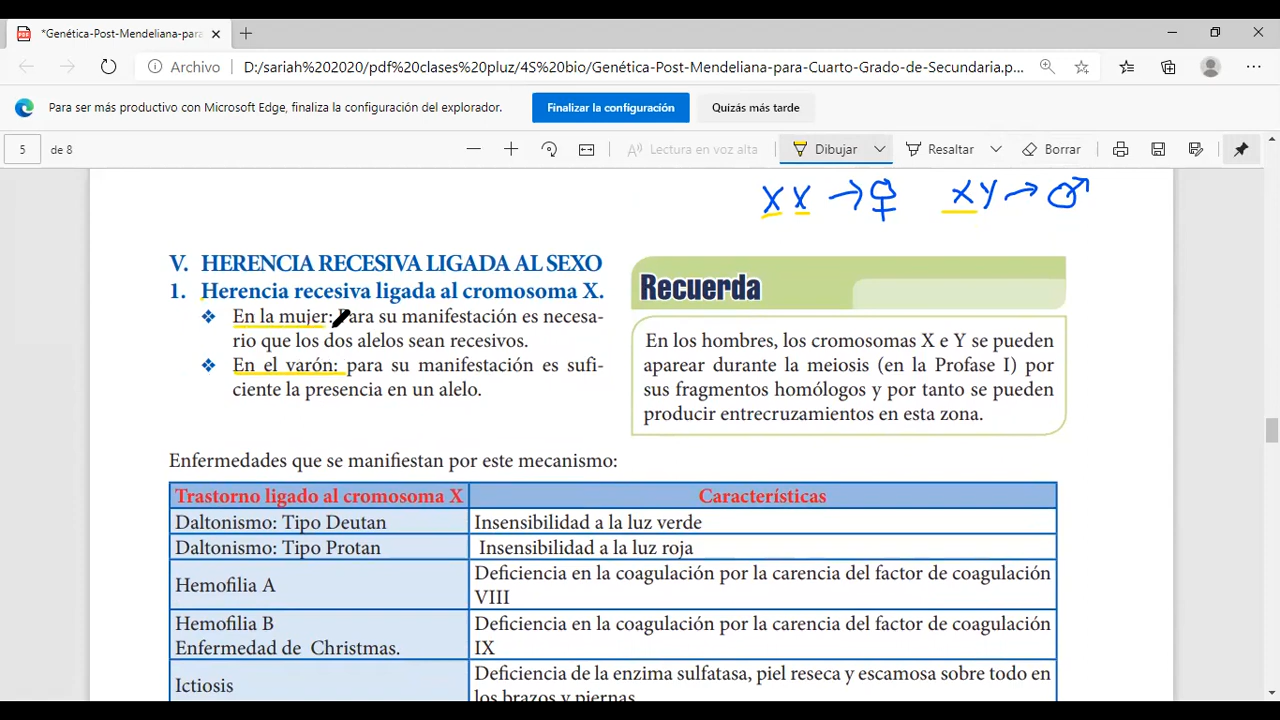 *Genética-Post-Mendeliana-para
Archivo D:/sariah%202020/pdf%20clases%20pluz/4S%20bio/Genética-Post-Mendeliana-para-Cuarto-Grado-de-Secundaria.p...
Para ser más productivo con Microsoft Edge, finaliza la configuración del explorador. Finalizar la configuración Quizás más tarde
5 de 8 Lectura en voz alta Dibujar Resaltar Borrar
X X → ♀ X Y → ♂
V. HERENCIA RECESIVA LIGADA AL SEXO
1. Herencia recesiva ligada al cromosoma X.
❖ En la mujer: Para su manifestación es necesa-
rio que los dos alelos sean recesivos.
❖ En el varón: para su manifestación es sufi-
ciente la presencia en un alelo.
Recuerda
En los hombres, los cromosomas X e Y se pueden
aparear durante la meiosis (en la Profase I) por
sus fragmentos homólogos y por tanto se pueden
producir entrecruzamientos en esta zona.
Enfermedades que se manifiestan por este mecanismo:
Trastorno ligado al cromosoma X Características
Daltonismo: Tipo Deutan Insensibilidad a la luz verde
Daltonismo: Tipo Protan Insensibilidad a la luz roja
Hemofilia A Deficiencia en la coagulación por la carencia del factor de coagulación
VIII
Hemofilia B Deficiencia en la coagulación por la carencia del factor de coagulación
Enfermedad de Christmas. IX
Ictiosis Deficiencia de la enzima sulfatasa, piel reseca y escamosa sobre todo en
los brazos y piernas